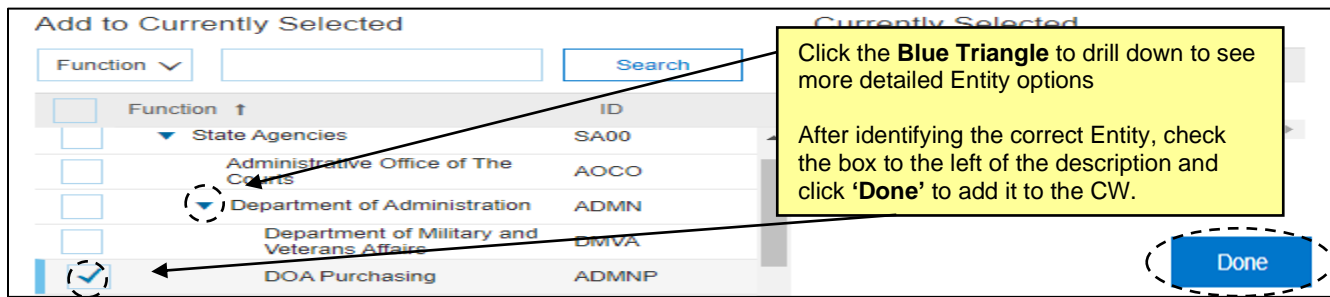 Add to Currently Selected
Currently Selected
Function
Search
Click the Blue Triangle to drill down to see
more detailed Entity options
After identifying the correct Entity, check
the box to the left of the description and
click ‘Done’ to add it to the CW.
Function ↑ ID
State Agencies SA00
Administrative Office of The
Courts AOCO
Department of Administration ADMN
Department of Military and
Veterans Affairs DMVA
DOA Purchasing ADMNP
Done